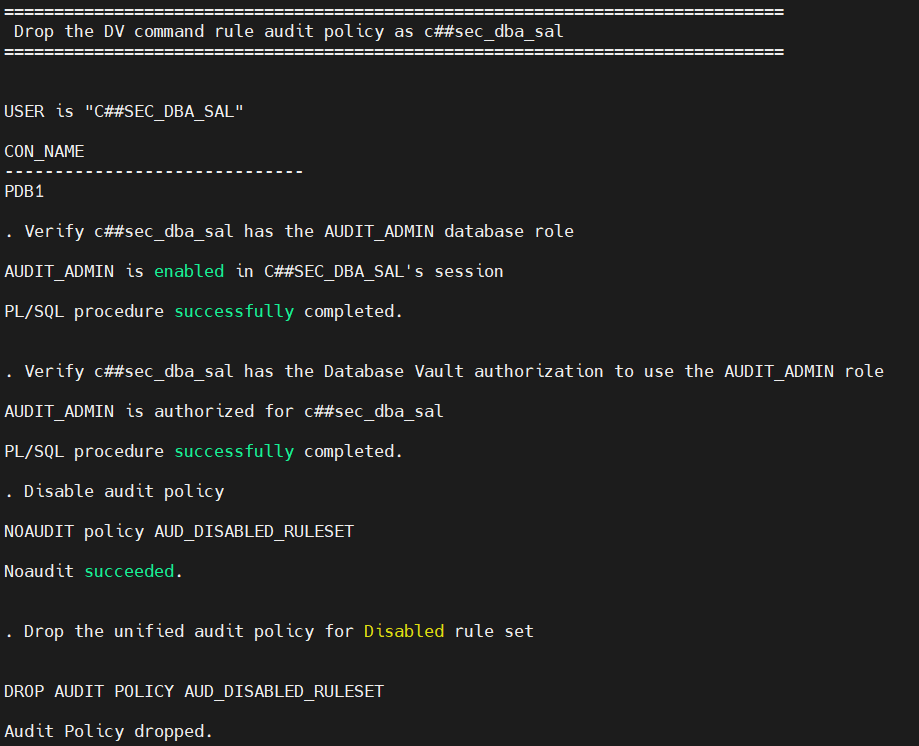 ==============================================================================
Drop the DV command rule audit policy as c##sec_dba_sal
==============================================================================
USER is "C##SEC_DBA_SAL"
CON_NAME
------------------------------
PDB1
. Verify c##sec_dba_sal has the AUDIT_ADMIN database role
AUDIT_ADMIN is enabled in C##SEC_DBA_SAL's session
PL/SQL procedure successfully completed.
. Verify c##sec_dba_sal has the Database Vault authorization to use the AUDIT_ADMIN role
AUDIT_ADMIN is authorized for c##sec_dba_sal
PL/SQL procedure successfully completed.
. Disable audit policy
NOAUDIT policy AUD_DISABLED_RULESET
Noaudit succeeded.
. Drop the unified audit policy for Disabled rule set
DROP AUDIT POLICY AUD_DISABLED_RULESET
Audit Policy dropped.